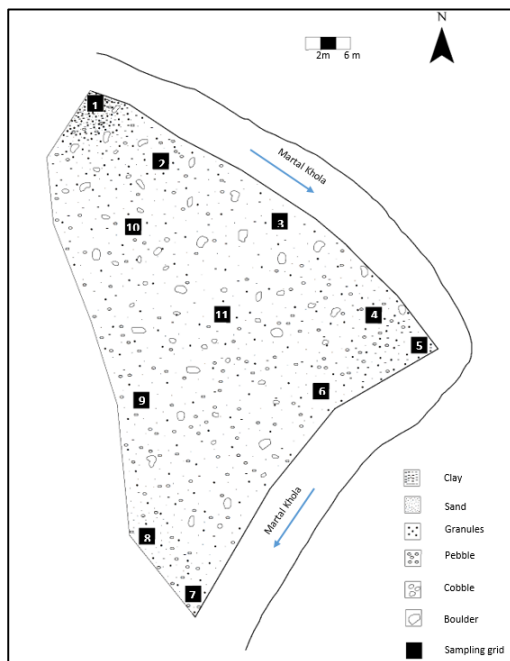 N
2m 6 m
1
Martal Khola
2
3
10
11
4
5
6
9
Martal Khola
8
7
Clay
Sand
Granules
Pebble
Cobble
Boulder
Sampling grid